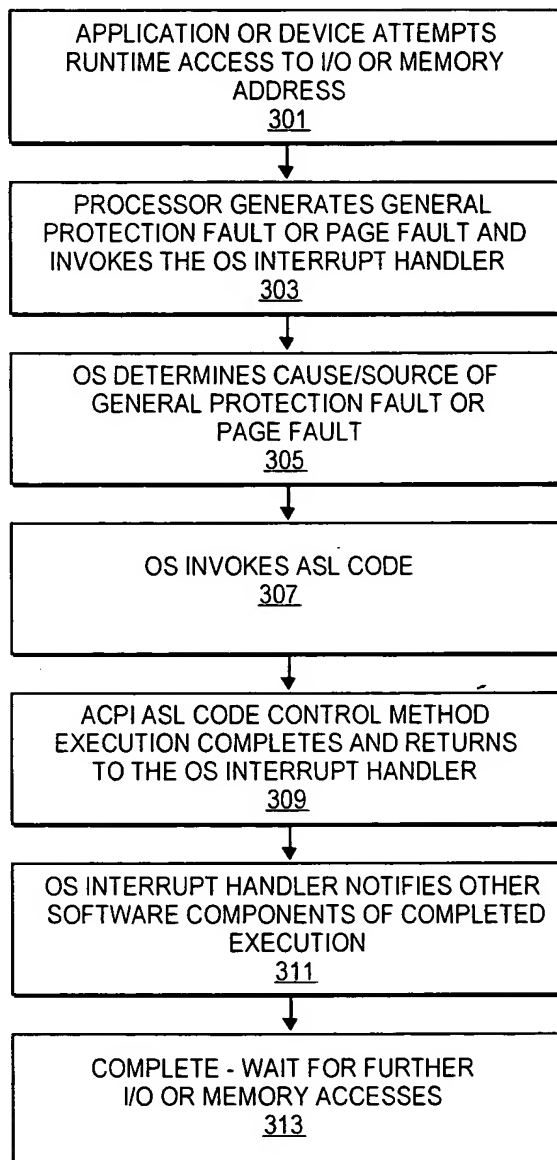 APPLICATION OR DEVICE ATTEMPTS
RUNTIME ACCESS TO I/O OR MEMORY
ADDRESS
301
PROCESSOR GENERATES GENERAL
PROTECTION FAULT OR PAGE FAULT AND
INVOKES THE OS INTERRUPT HANDLER
303
OS DETERMINES CAUSE/SOURCE OF
GENERAL PROTECTION FAULT OR
PAGE FAULT
305
OS INVOKES ASL CODE
307
ACPI ASL CODE CONTROL METHOD
EXECUTION COMPLETES AND RETURNS
TO THE OS INTERRUPT HANDLER
309
OS INTERRUPT HANDLER NOTIFIES OTHER
SOFTWARE COMPONENTS OF COMPLETED
EXECUTION
311
COMPLETE - WAIT FOR FURTHER
I/O OR MEMORY ACCESSES
313